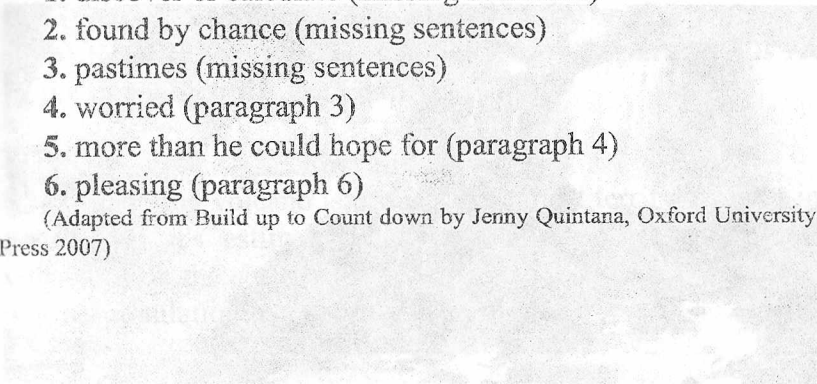 2. found by chance (missing sentences)
3. pastimes (missing sentences)
4. worried (paragraph 3)
5. more than he could hope for (paragraph 4)
6. pleasing (paragraph 6)
(Adapted from Build up to Count down by Jenny Quintana, Oxford University
Press 2007)